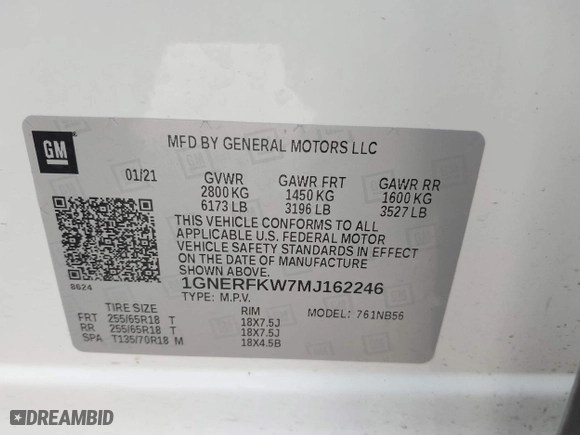 GM
MFD BY GENERAL MOTORS LLC
01/21 GVWR GAWR FRT GAWR RR
2800 KG 1450 KG 1600 KG
6173 LB 3196 LB 3527 LB
THIS VEHICLE CONFORMS TO ALL
APPLICABLE U.S. FEDERAL MOTOR
VEHICLE SAFETY STANDARDS IN EFFECT
ON THE DATE OF MANUFACTURE
SHOWN ABOVE.
8624 1GNERFKW7MJ162246
TYPE: M.P.V. MODEL: 761NB56
TIRE SIZE RIM
FRT 255/65R18 T 18X7.5J
RR 255/65R18 T 18X7.5J
SPA T135/70R18 M 18X4.5B
DREAMBID